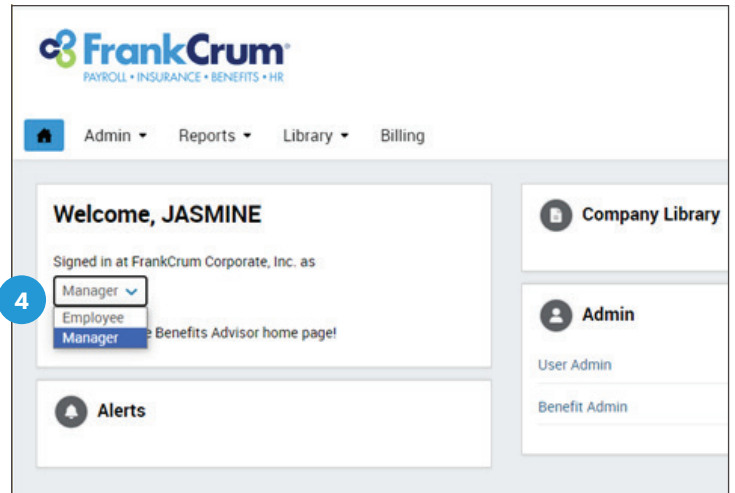 FrankCrum
PAYROLL • INSURANCE • BENEFITS • HR
Admin Reports Library Billing
Welcome, JASMINE
Signed in at FrankCrum Corporate, Inc. as
4
Manager
Employee
Manager
Benefits Advisor home page!
Alerts
Company Library
Admin
User Admin
Benefit Admin